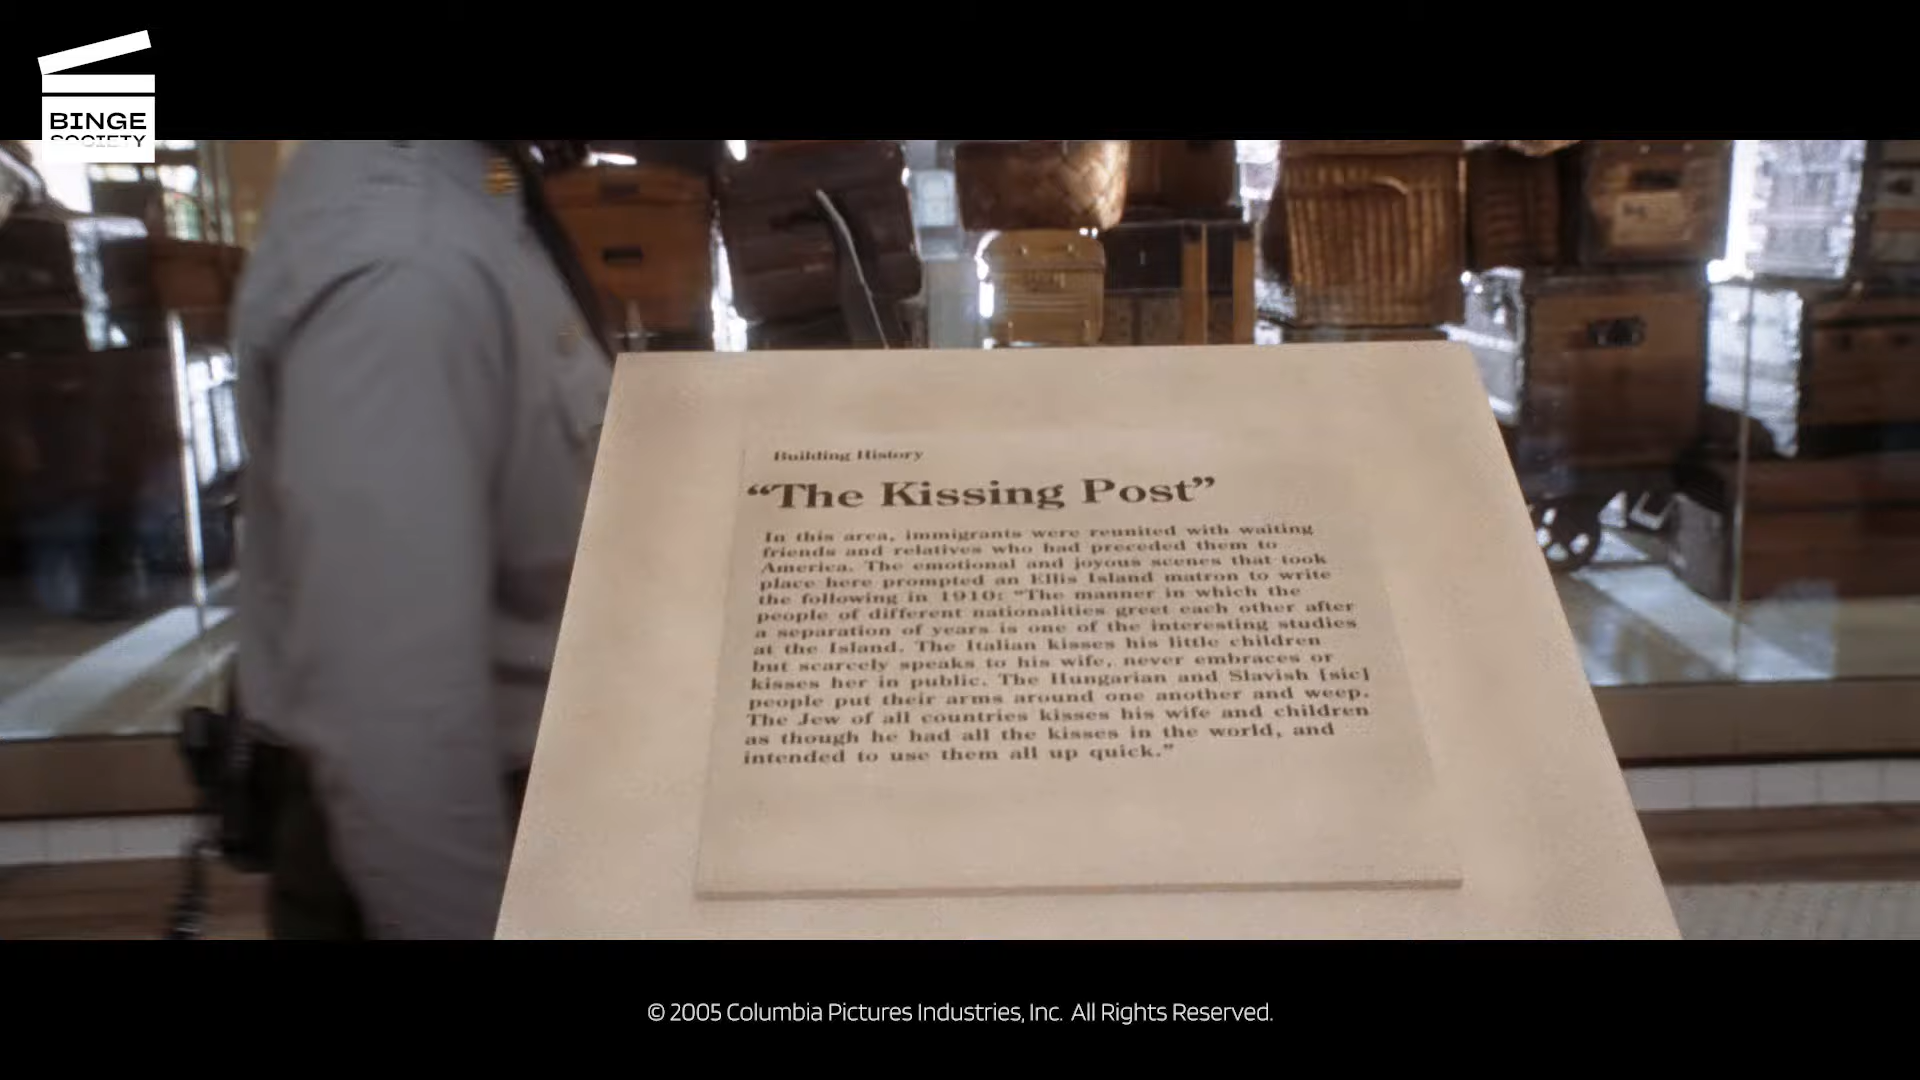 BINGE
SOCIETY
Building History
“The Kissing Post”
In this area, immigrants were reunited with waiting
friends and relatives who had preceded them to
America. The emotional and joyous scenes that took
place here prompted an Ellis Island matron to write
the following in 1910: “The manner in which the
people of different nationalities greet each other after
a separation of years is one of the interesting studies
at the Island. The Italian kisses his little children
but scarcely speaks to his wife, never embraces or
kisses her in public. The Hungarian and Slavish [sic]
people put their arms around one another and weep.
The Jew of all countries kisses his wife and children
as though he had all the kisses in the world, and
intended to use them all up quick.”
© 2005 Columbia Pictures Industries, Inc. All Rights Reserved.